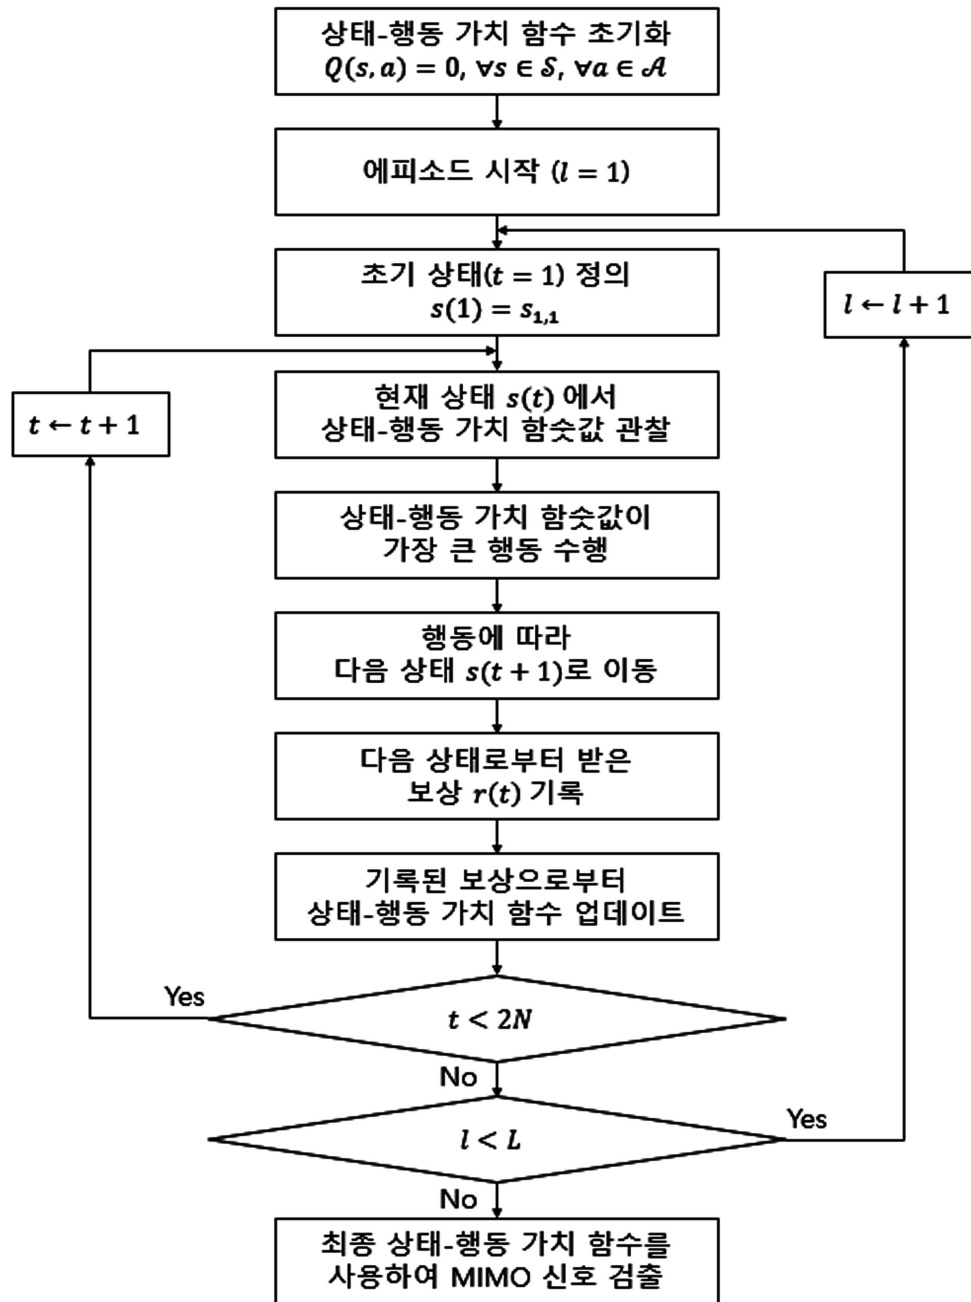 상태-행동 가치 함수 초기화
Q(s, a) = 0, ∀s ∈ 𝒮, ∀a ∈ 𝒜
에피소드 시작 (l = 1)
초기 상태(t = 1) 정의
s(1) = s₁,₁
l ← l + 1
t ← t + 1
현재 상태 s(t) 에서
상태-행동 가치 함숫값 관찰
상태-행동 가치 함숫값이
가장 큰 행동 수행
행동에 따라
다음 상태 s(t + 1)로 이동
다음 상태로부터 받은
보상 r(t) 기록
기록된 보상으로부터
상태-행동 가치 함수 업데이트
Yes
t < 2N
No
Yes
l < L
No
최종 상태-행동 가치 함수를
사용하여 MIMO 신호 검출